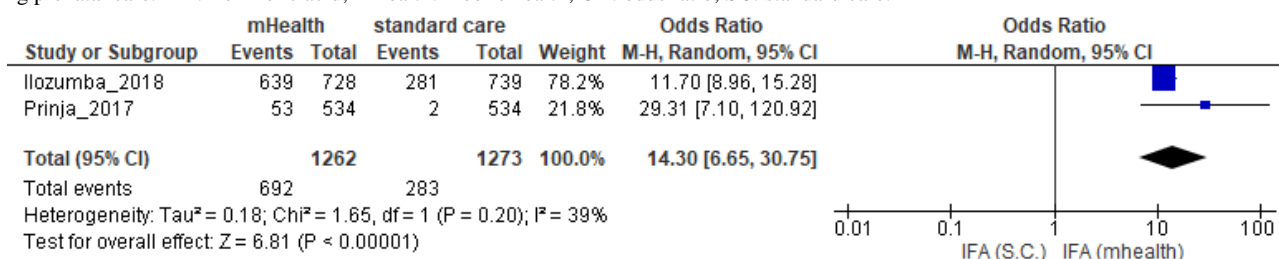 mHealth standard care Odds Ratio Odds Ratio
Study or Subgroup Events Total Events Total Weight M-H, Random, 95% CI M-H, Random, 95% CI
Ilozumba_2018 639 728 281 739 78.2% 11.70 [8.96, 15.28]
Prinja_2017 53 534 2 534 21.8% 29.31 [7.10, 120.92]
Total (95% CI) 1262 1273 100.0% 14.30 [6.65, 30.75]
Total events 692 283
Heterogeneity: Tau² = 0.18; Chi² = 1.65, df = 1 (P = 0.20); I² = 39%
Test for overall effect: Z = 6.81 (P < 0.00001)
0.01 0.1 1 10 100
IFA (S.C.) IFA (mhealth)